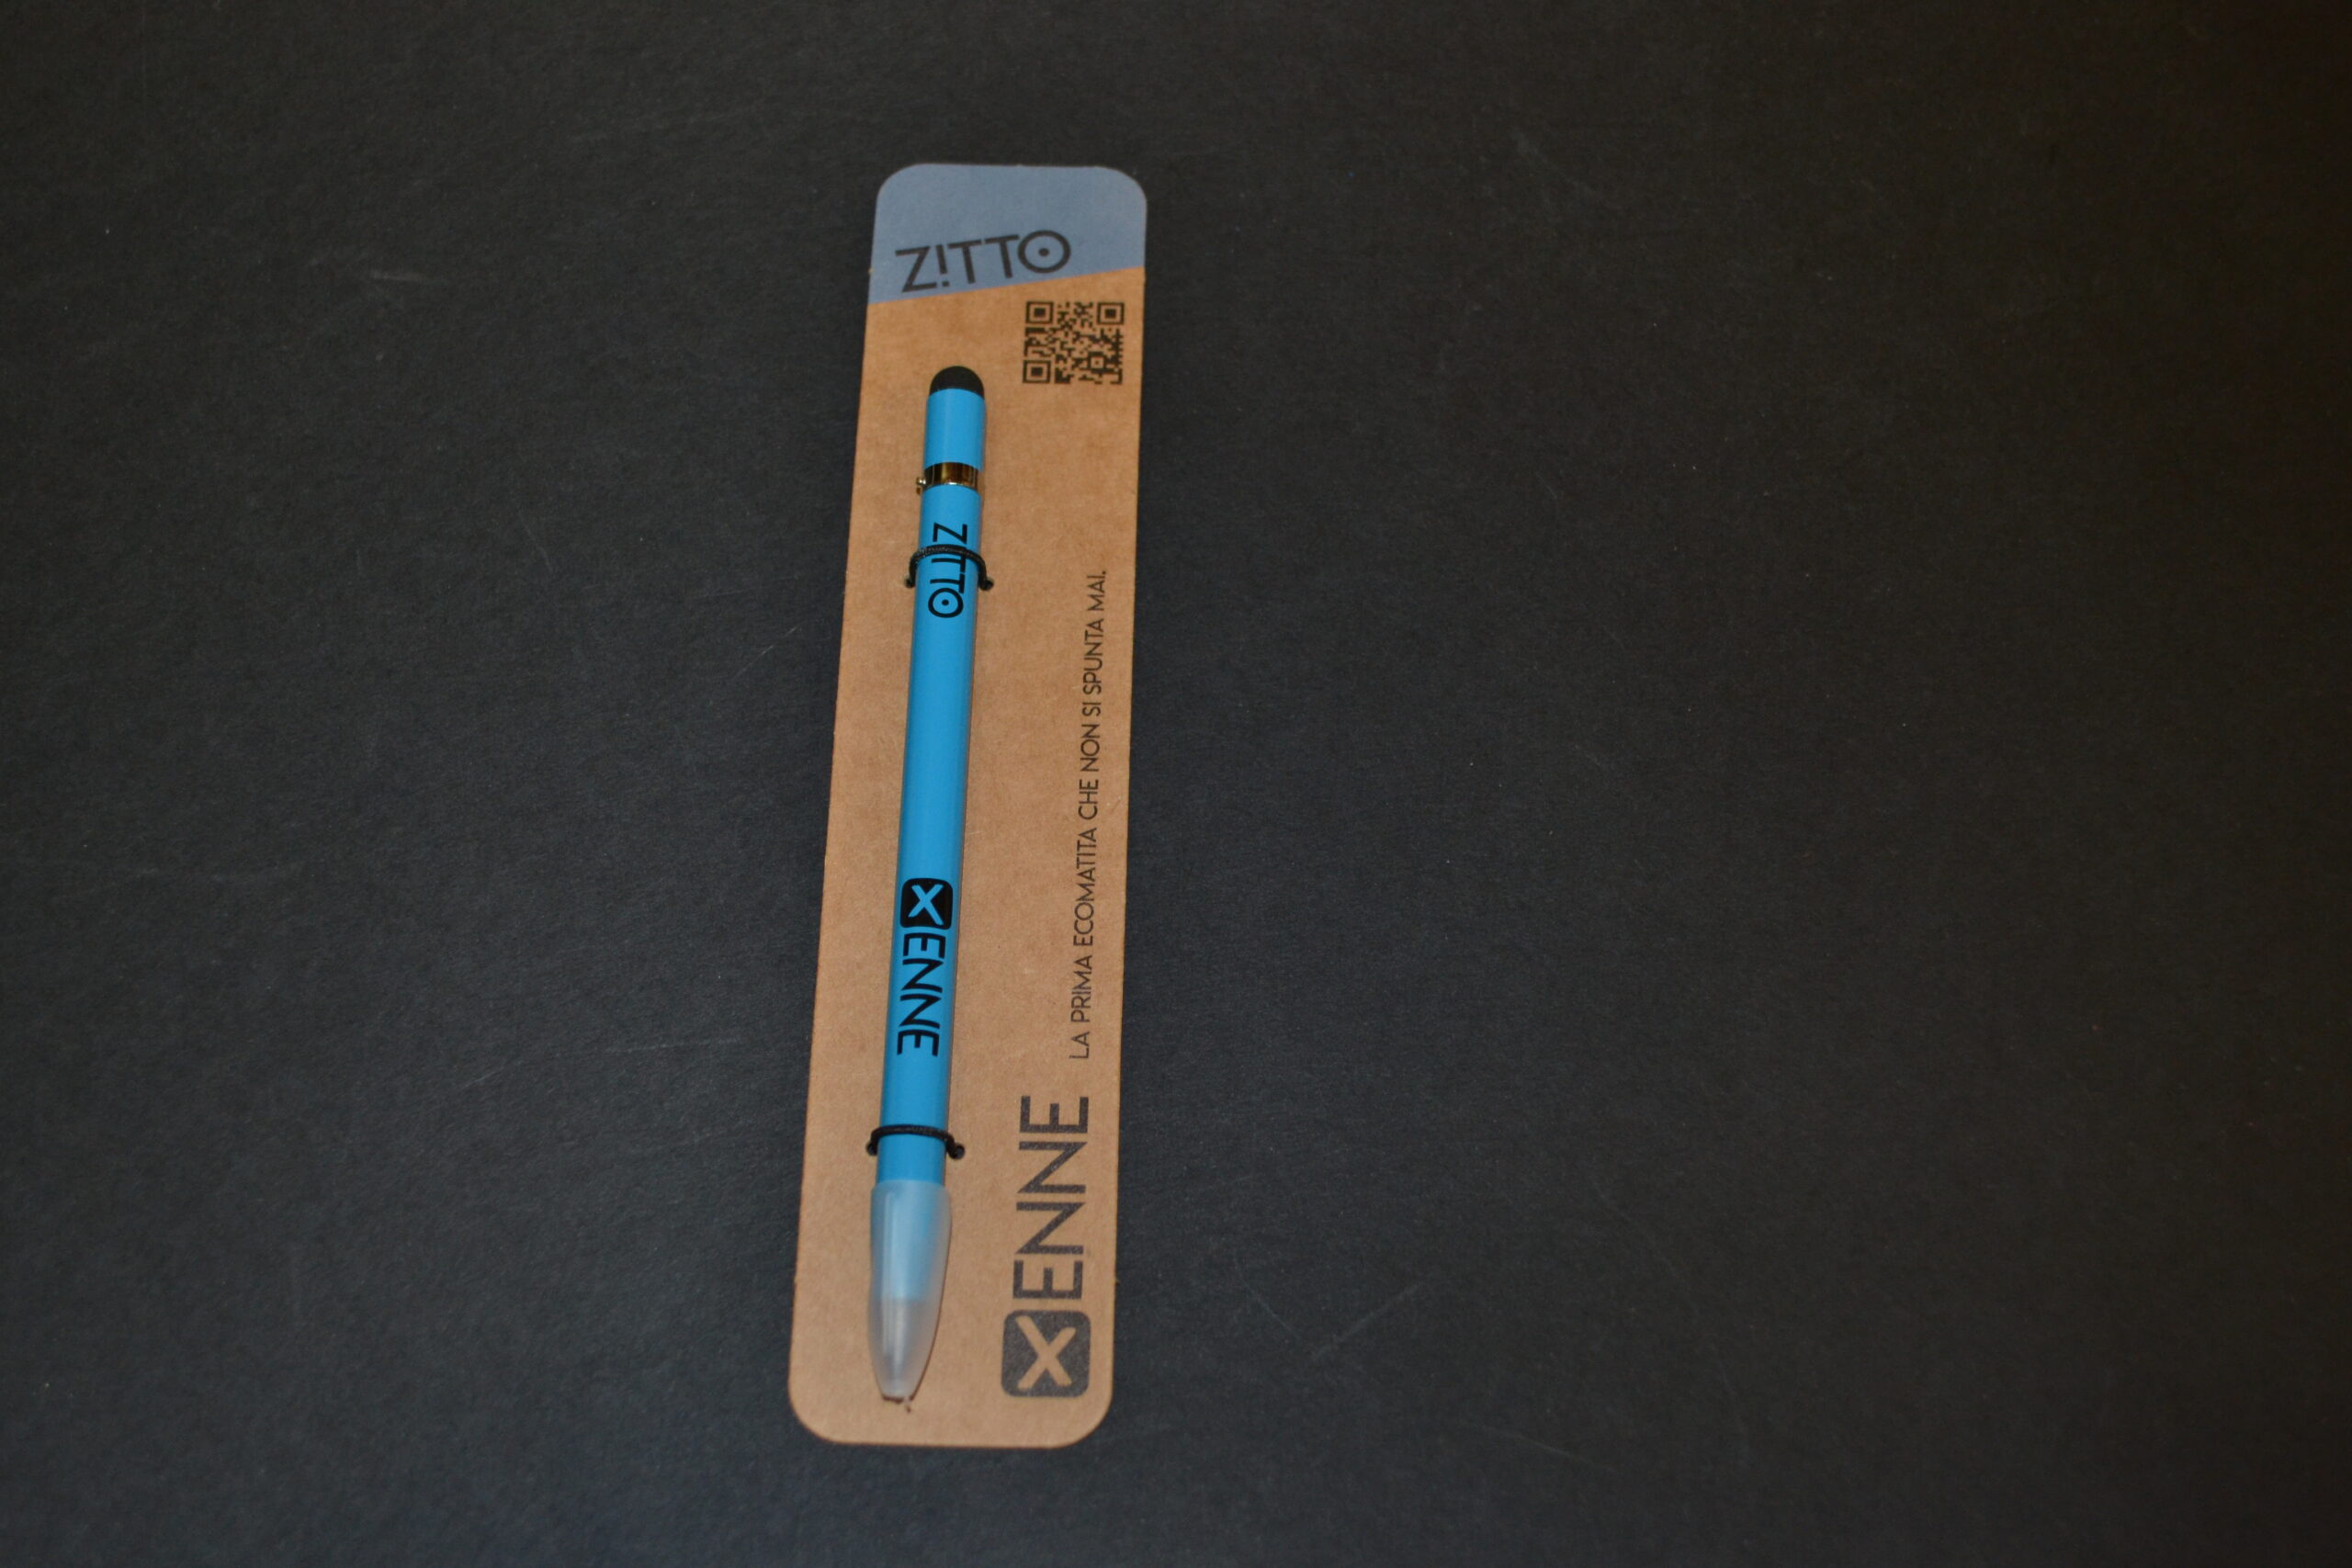 Z!TTO
Z!TTO
XENNE
LA PRIMA ECOMATITA CHE NON SI SPUNTA MAI.
XENNE